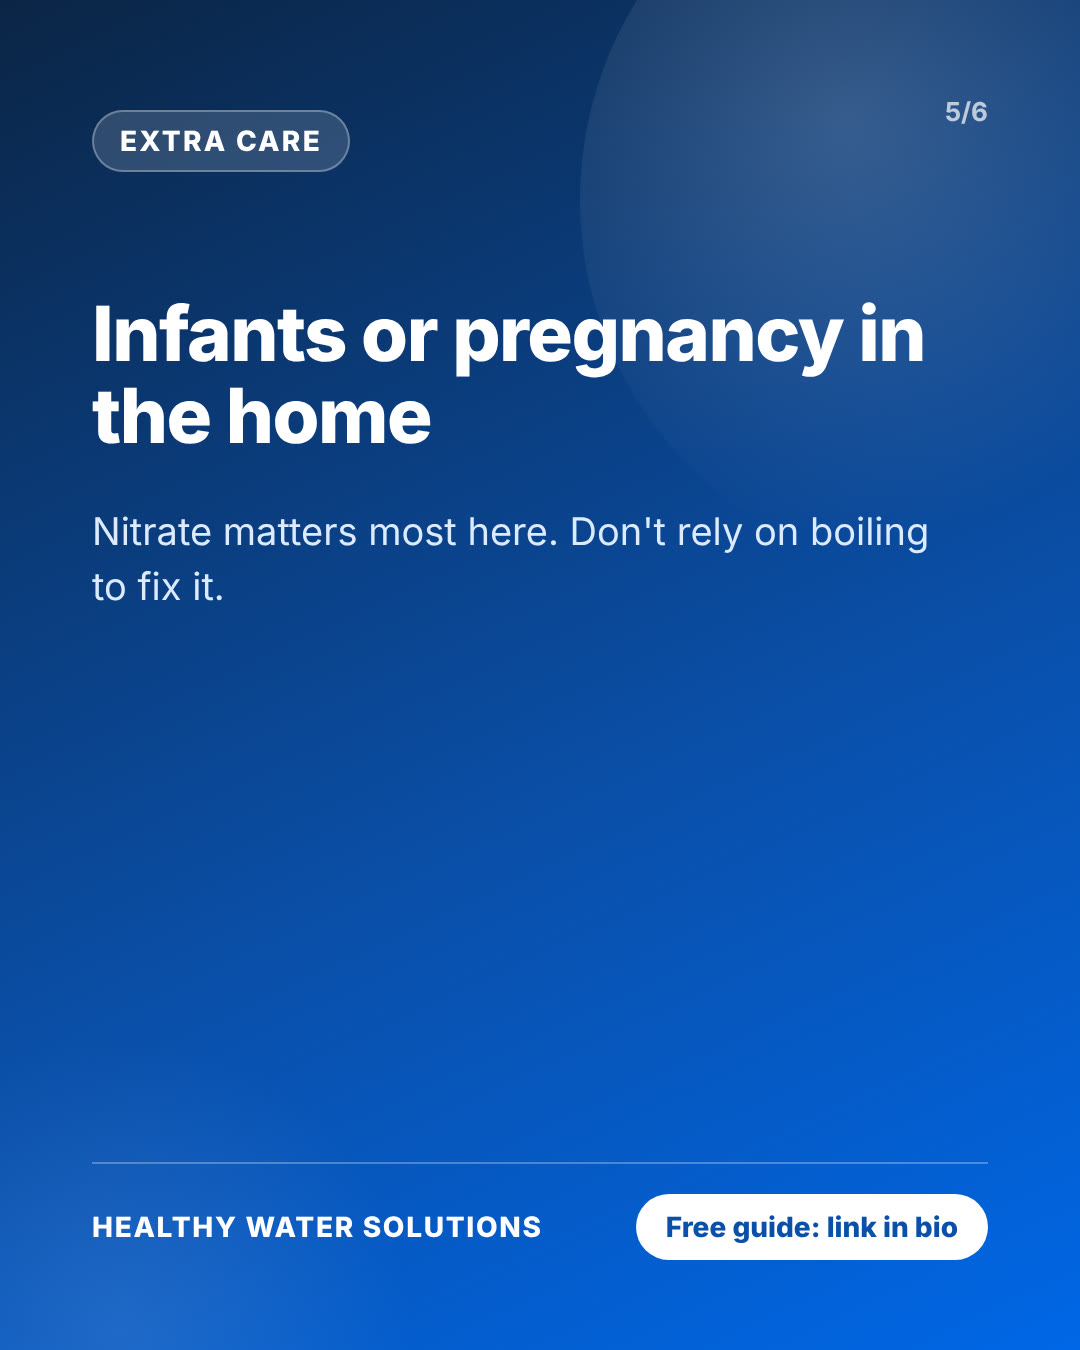 EXTRA CARE
5/6
Infants or pregnancy in
the home
Nitrate matters most here. Don't rely on boiling
to fix it.
HEALTHY WATER SOLUTIONS
Free guide: link in bio